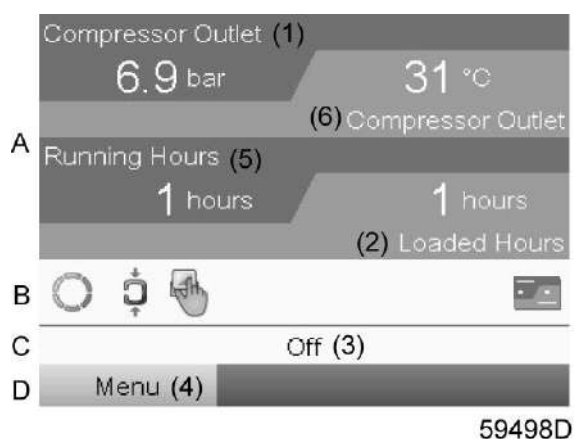 Compressor Outlet (1)
6.9 bar 31 °C
(6) Compressor Outlet
A
Running Hours (5)
1 hours 1 hours
(2) Loaded Hours
B
C Off (3)
D Menu (4)
59498D